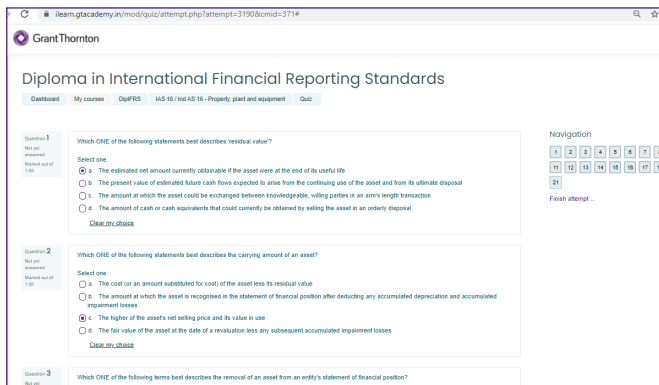 ilearn.gtacademy.in/mod/quiz/attempt.php?attempt=3190&cmid=371#
Grant Thornton
Diploma in International Financial Reporting Standards
Dashboard My courses DipIFRS IAS 16 / Ind AS 16 - Property, plant and equipment Quiz
Question 1
Not yet
answered
Marked out of
1.00
Which ONE of the following statements best describes 'residual value'?
Select one:
a. The estimated net amount currently obtainable if the asset were at the end of its useful life
b. The present value of estimated future cash flows expected to arise from the continuing use of the asset and from its ultimate disposal
c. The amount at which the asset could be exchanged between knowledgeable, willing parties in an arm's length transaction
d. The amount of cash or cash equivalents that could currently be obtained by selling the asset in an orderly disposal
Clear my choice
Navigation
1 2 3 4 5 6 7
11 12 13 14 15 16 17
21
Finish attempt ...
Question 2
Not yet
answered
Marked out of
1.00
Which ONE of the following statements best describes the carrying amount of an asset?
Select one:
a. The cost (or an amount substituted for cost) of the asset less its residual value
b. The amount at which the asset is recognised in the statement of financial position after deducting any accumulated depreciation and accumulated
impairment losses
c. The higher of the asset's net selling price and its value in use
d. The fair value of the asset at the date of a revaluation less any subsequent accumulated impairment losses
Clear my choice
Question 3
Not yet
Which ONE of the following terms best describes the removal of an asset from an entity's statement of financial position?